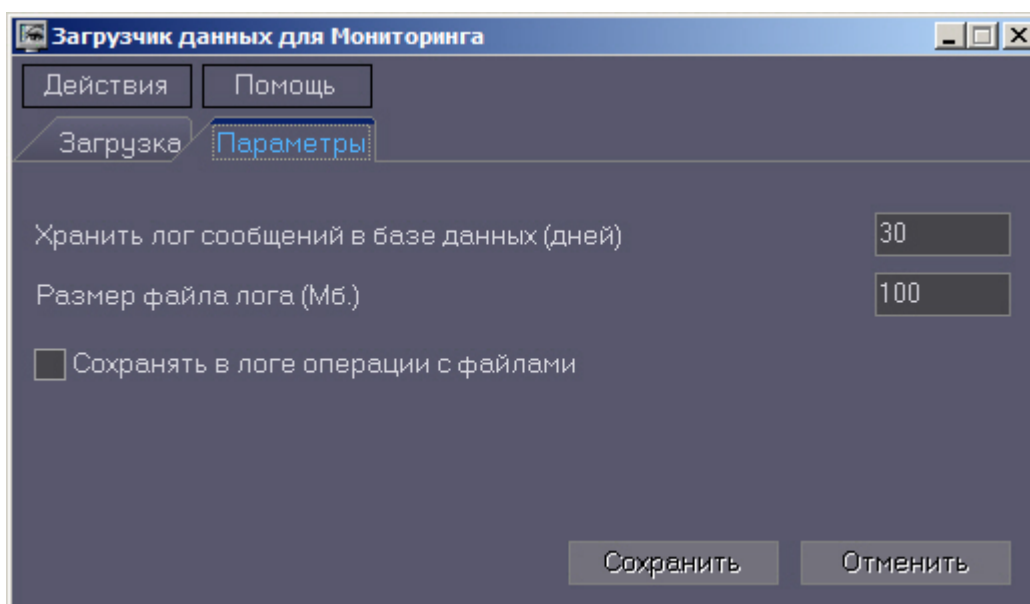 Загрузчик данных для Мониторинга
Действия Помощь
Загрузка Параметры
Хранить лог сообщений в базе данных (дней) 30
Размер файла лога (Мб.) 100
Сохранять в логе операции с файлами
Сохранить Отменить